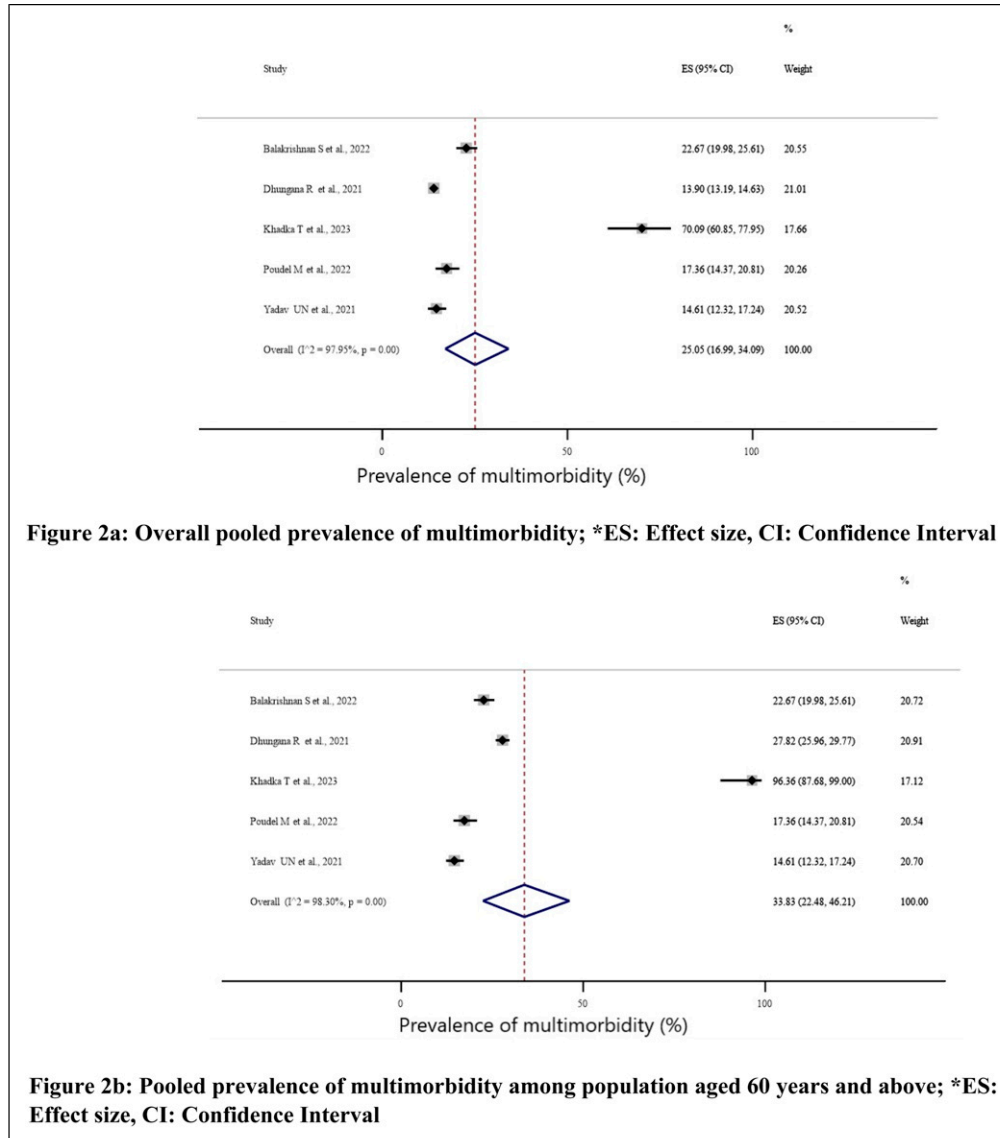 %
Study ES (95% CI) Weight
Balakrishnan S et al., 2022 22.67 (19.98, 25.61) 20.55
Dhungana R et al., 2021 13.90 (13.19, 14.63) 21.01
Khadka T et al., 2023 70.09 (60.85, 77.95) 17.66
Poudel M et al., 2022 17.36 (14.37, 20.81) 20.26
Yadav UN et al., 2021 14.61 (12.32, 17.24) 20.52
Overall (I^2 = 97.95%, p = 0.00) 25.05 (16.99, 34.09) 100.00
0 50 100
Prevalence of multimorbidity (%)
Figure 2a: Overall pooled prevalence of multimorbidity; *ES: Effect size, CI: Confidence Interval
%
Study ES (95% CI) Weight
Balakrishnan S et al., 2022 22.67 (19.98, 25.61) 20.72
Dhungana R et al., 2021 27.82 (25.96, 29.77) 20.91
Khadka T et al., 2023 96.36 (87.68, 99.00) 17.12
Poudel M et al., 2022 17.36 (14.37, 20.81) 20.54
Yadav UN et al., 2021 14.61 (12.32, 17.24) 20.70
Overall (I^2 = 98.30%, p = 0.00) 33.83 (22.48, 46.21) 100.00
0 50 100
Prevalence of multimorbidity (%)
Figure 2b: Pooled prevalence of multimorbidity among population aged 60 years and above; *ES:
Effect size, CI: Confidence Interval